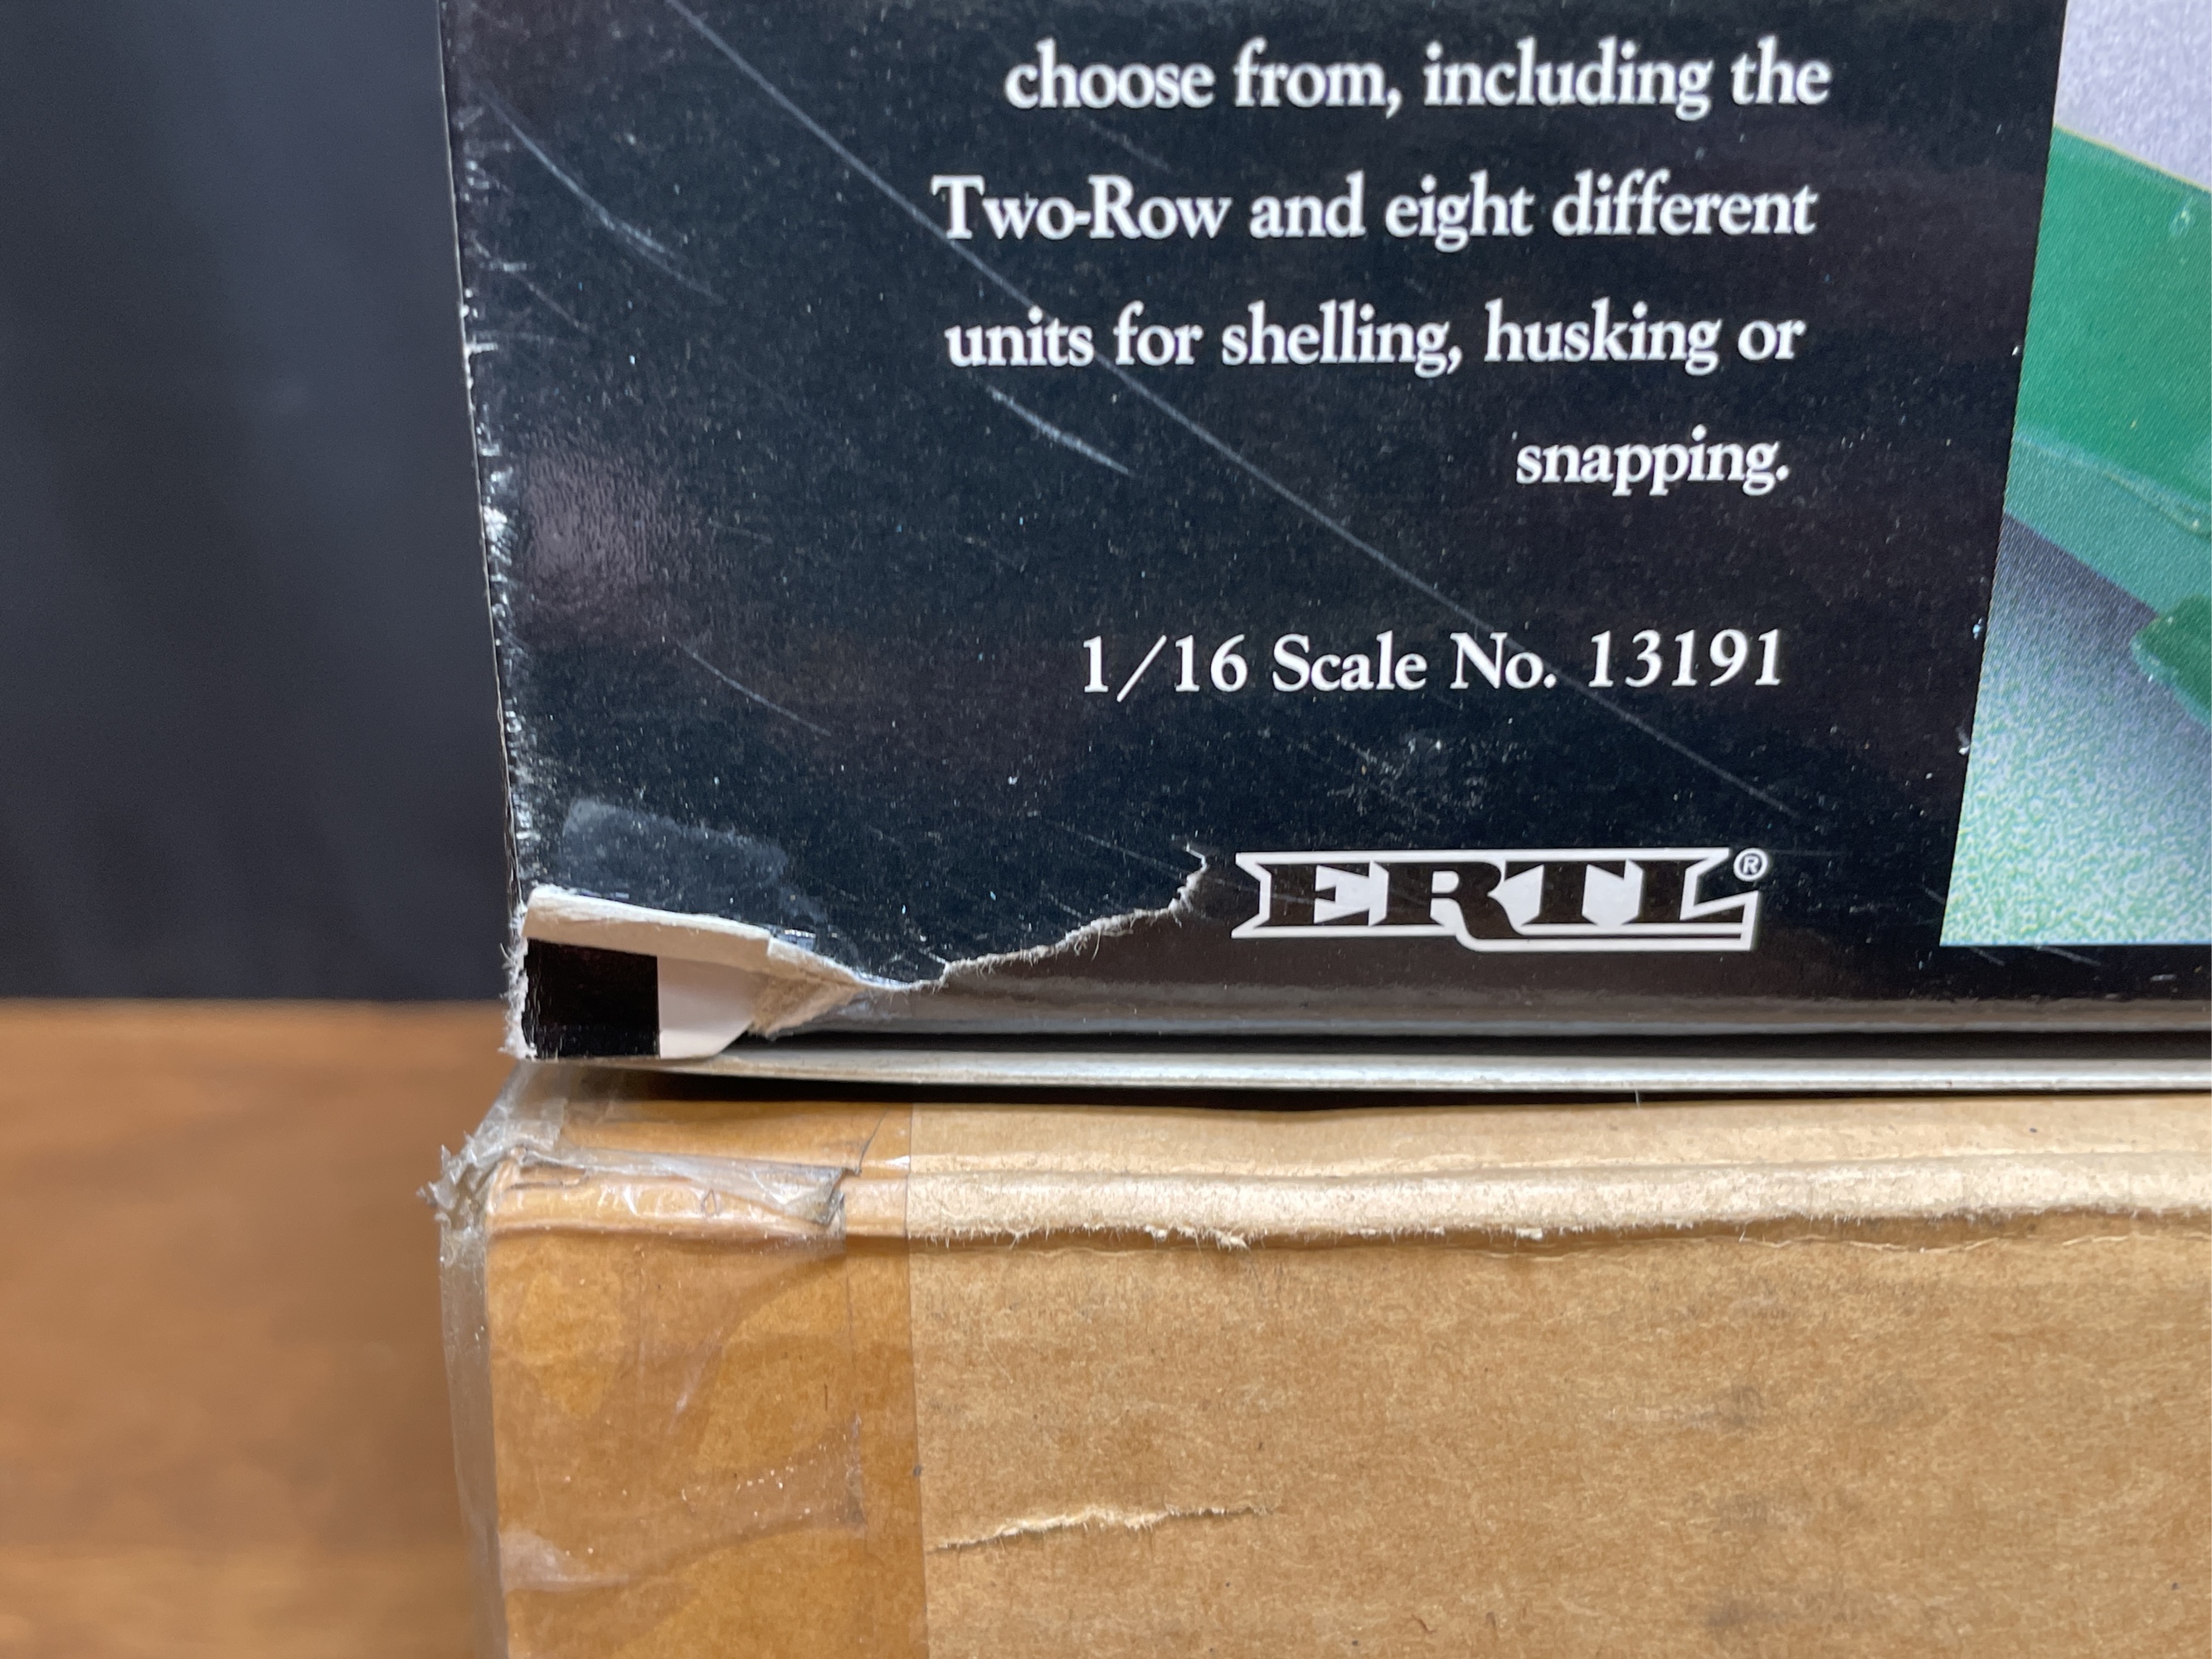 choose from, including the
Two-Row and eight different
units for shelling, husking or
snapping.
1/16 Scale No. 13191
ERTL®